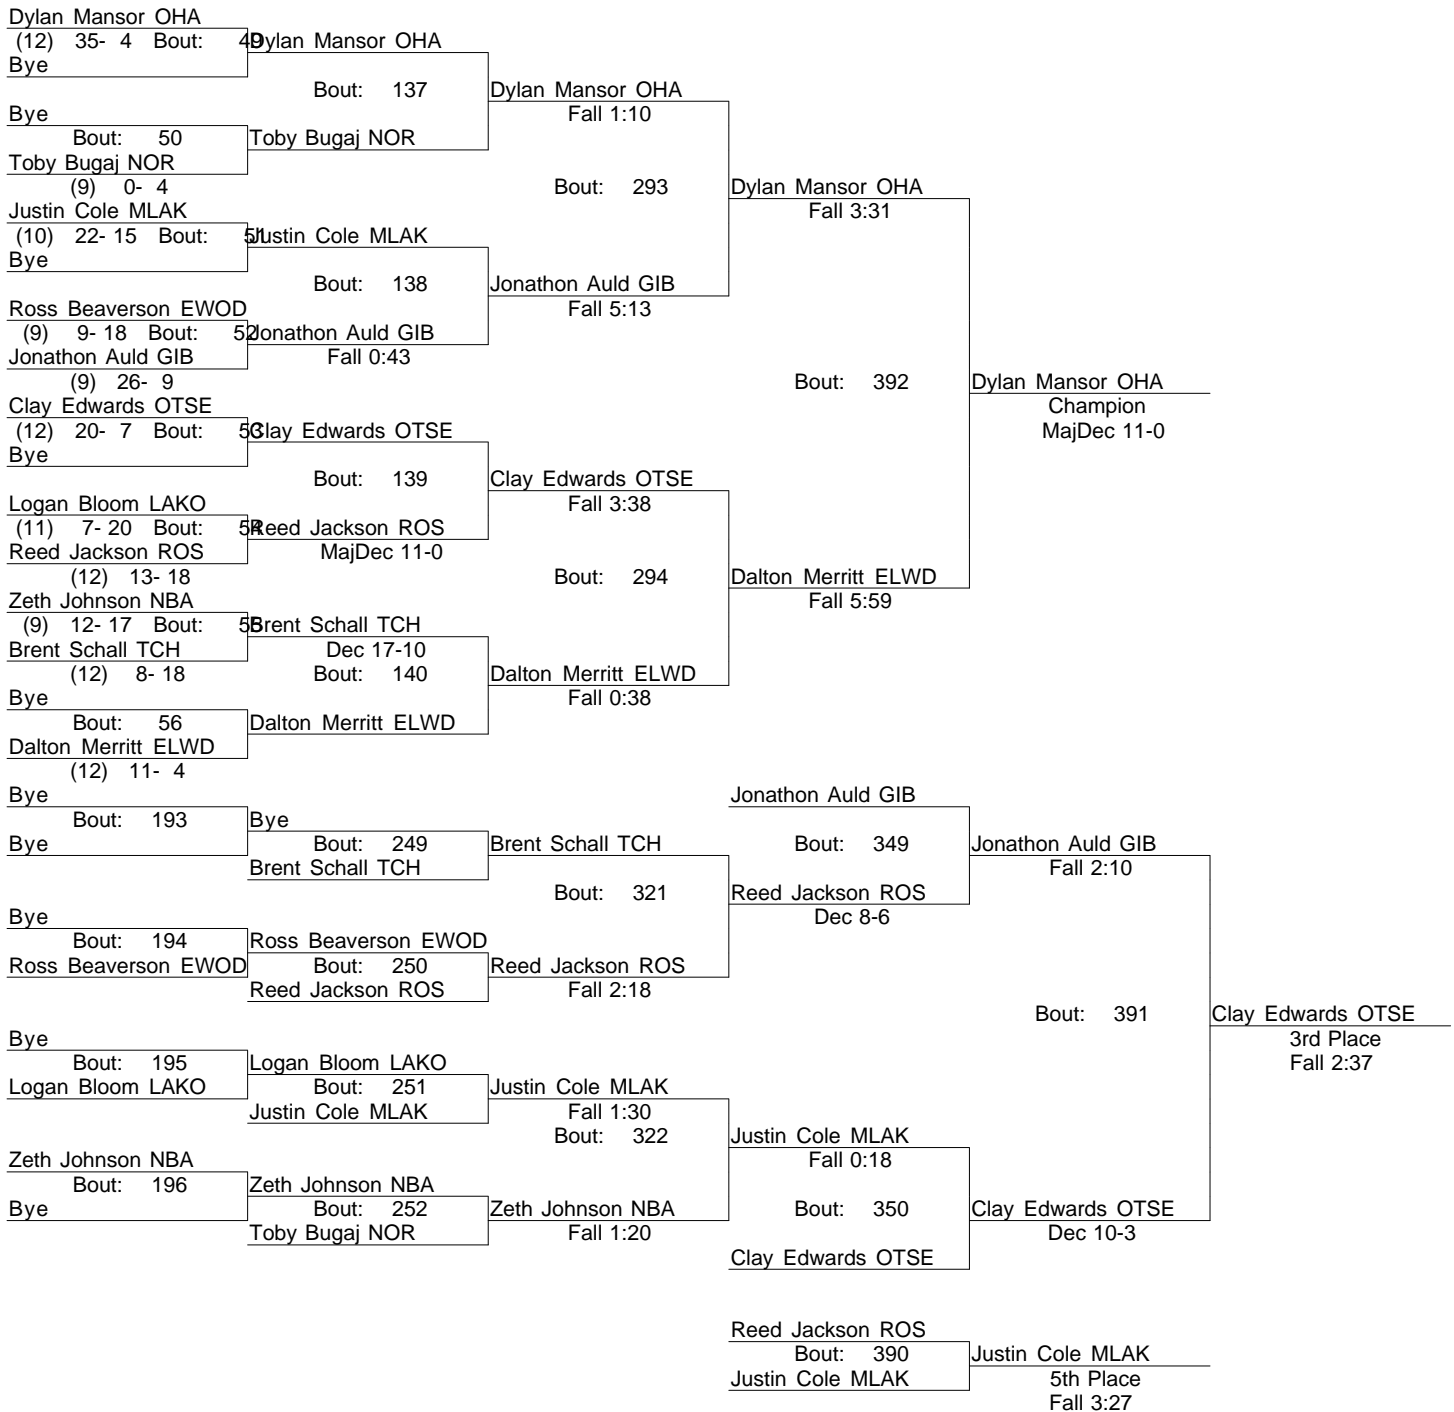 Dylan Mansor OHA
(12) 35- 4 Bout: 49
Bye
Dylan Mansor OHA
Bout: 137
Bye
Bout: 50
Toby Bugaj NOR
(9) 0- 4
Toby Bugaj NOR
Dylan Mansor OHA
Fall 1:10
Bout: 293
Justin Cole MLAK
(10) 22- 15 Bout: 51
Bye
Justin Cole MLAK
Bout: 138
Ross Beaverson EWOD
(9) 9- 18 Bout: 52
Jonathon Auld GIB
(9) 26- 9
Jonathon Auld GIB
Fall 0:43
Jonathon Auld GIB
Fall 5:13
Dylan Mansor OHA
Fall 3:31
Bout: 392
Clay Edwards OTSE
(12) 20- 7 Bout: 53
Bye
Clay Edwards OTSE
Bout: 139
Logan Bloom LAKO
(11) 7- 20 Bout: 54
Reed Jackson ROS
(12) 13- 18
Reed Jackson ROS
MajDec 11-0
Clay Edwards OTSE
Fall 3:38
Bout: 294
Zeth Johnson NBA
(9) 12- 17 Bout: 55
Brent Schall TCH
(12) 8- 18
Brent Schall TCH
Dec 17-10
Bout: 140
Bye
Bout: 56
Dalton Merritt ELWD
(12) 11- 4
Dalton Merritt ELWD
Dalton Merritt ELWD
Fall 0:38
Dalton Merritt ELWD
Fall 5:59
Dylan Mansor OHA
Champion
MajDec 11-0
Bye
Bout: 193
Bye
Bye
Bout: 249
Brent Schall TCH
Brent Schall TCH
Bout: 321
Bye
Bout: 194
Ross Beaverson EWOD
Ross Beaverson EWOD
Bout: 250
Reed Jackson ROS
Reed Jackson ROS
Fall 2:18
Jonathon Auld GIB
Bout: 349
Reed Jackson ROS
Dec 8-6
Jonathon Auld GIB
Fall 2:10
Bout: 391
Bye
Bout: 195
Logan Bloom LAKO
Logan Bloom LAKO
Bout: 251
Justin Cole MLAK
Justin Cole MLAK
Fall 1:30
Bout: 322
Zeth Johnson NBA
Bout: 196
Bye
Zeth Johnson NBA
Bout: 252
Toby Bugaj NOR
Zeth Johnson NBA
Fall 1:20
Justin Cole MLAK
Fall 0:18
Bout: 350
Clay Edwards OTSE
Clay Edwards OTSE
Dec 10-3
Clay Edwards OTSE
3rd Place
Fall 2:37
Reed Jackson ROS
Bout: 390
Justin Cole MLAK
Justin Cole MLAK
5th Place
Fall 3:27